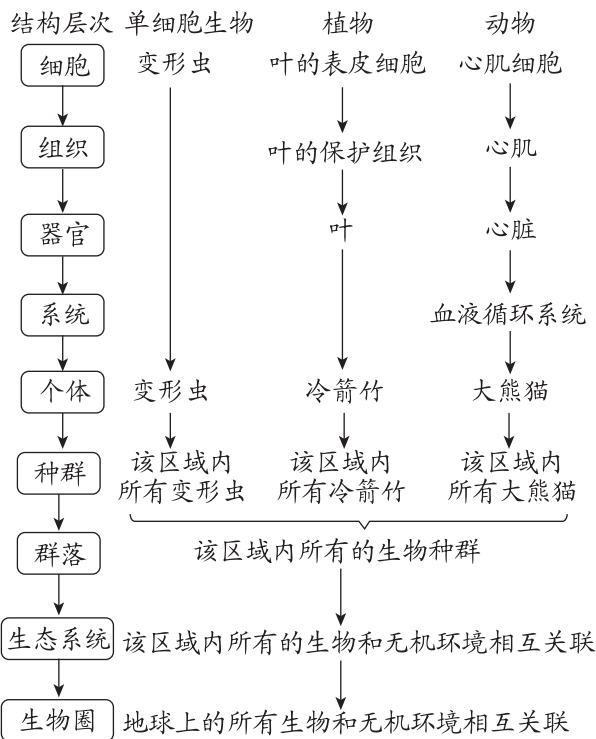 结构层次 单细胞生物 植物 动物
细胞 变形虫 叶的表皮细胞 心肌细胞
组织 叶的保护组织 心肌
器官 叶 心脏
系统 血液循环系统
个体 变形虫 冷箭竹 大熊猫
种群 该区域内 该区域内 该区域内
所有变形虫 所有冷箭竹 所有大熊猫
群落 该区域内所有的生物种群
生态系统 该区域内所有的生物和无机环境相互关联
生物圈 地球上的所有生物和无机环境相互关联